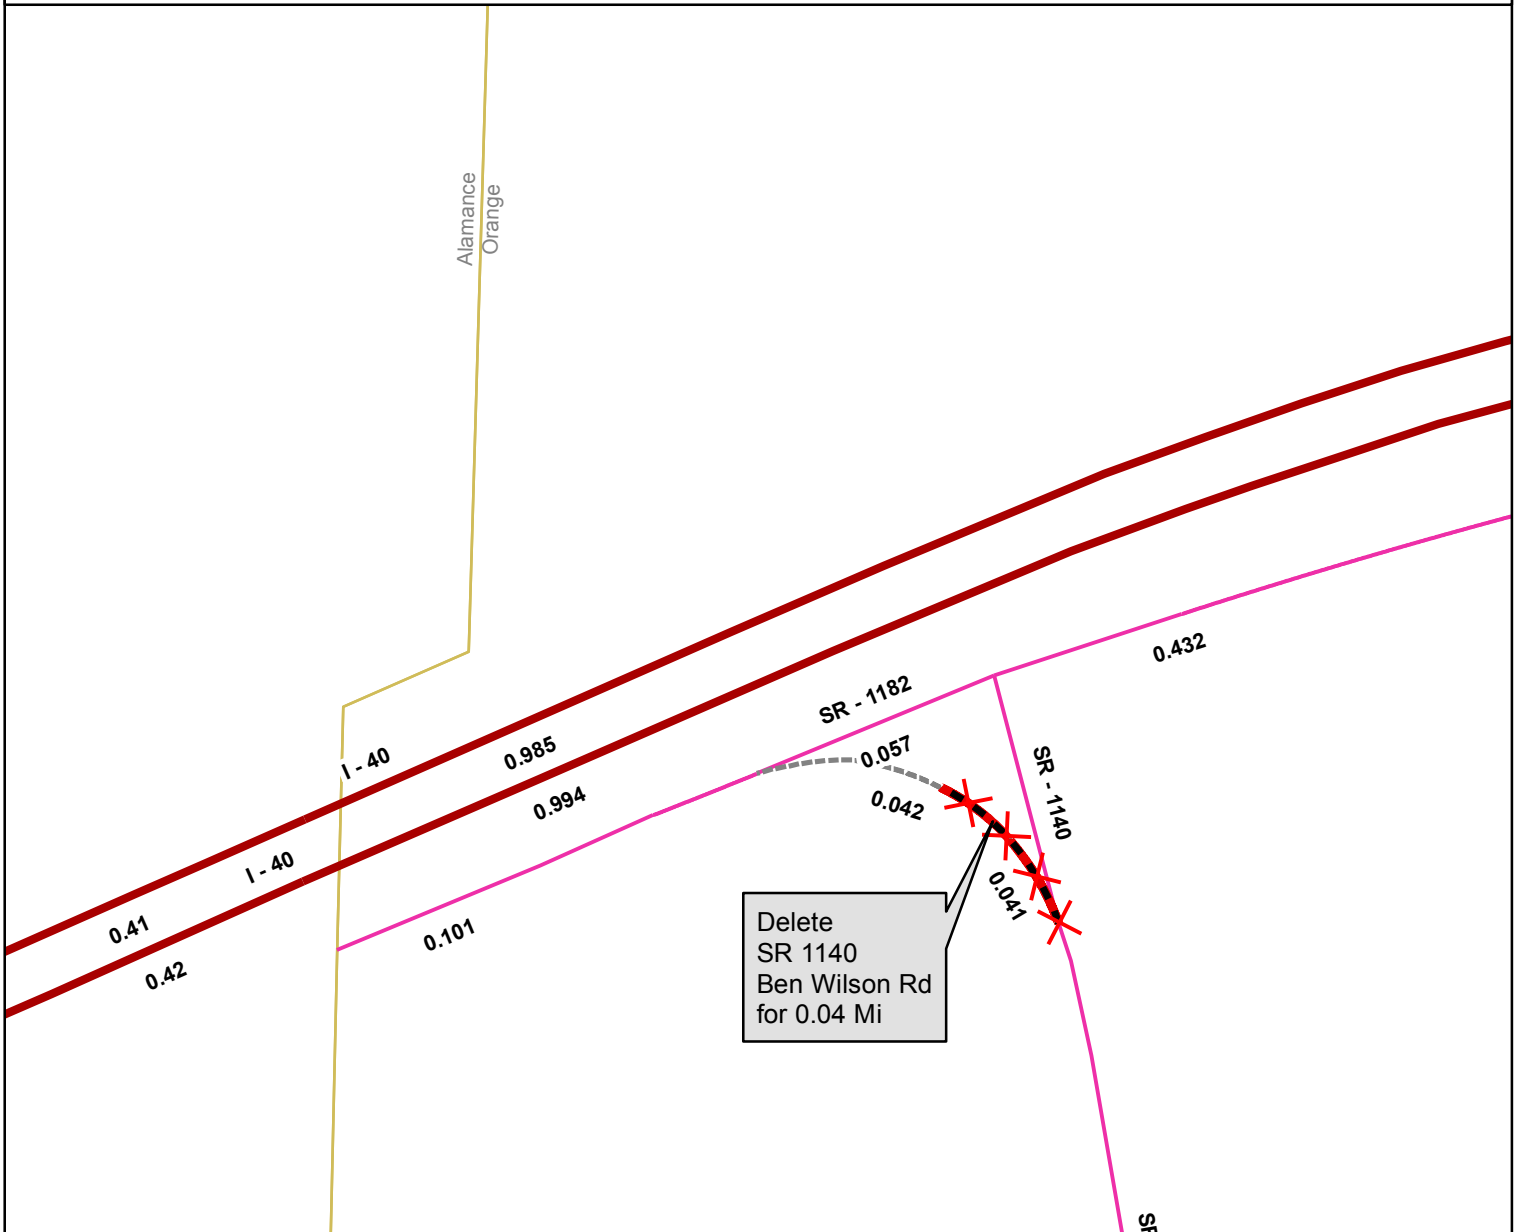 Alamance
Orange
SR - 1182
0.432
0.057
I - 40
0.985
SR - 1140
0.042
0.994
I - 40
0.041
0.41
0.101
0.42
Delete
SR 1140
Ben Wilson Rd
for 0.04 Mi